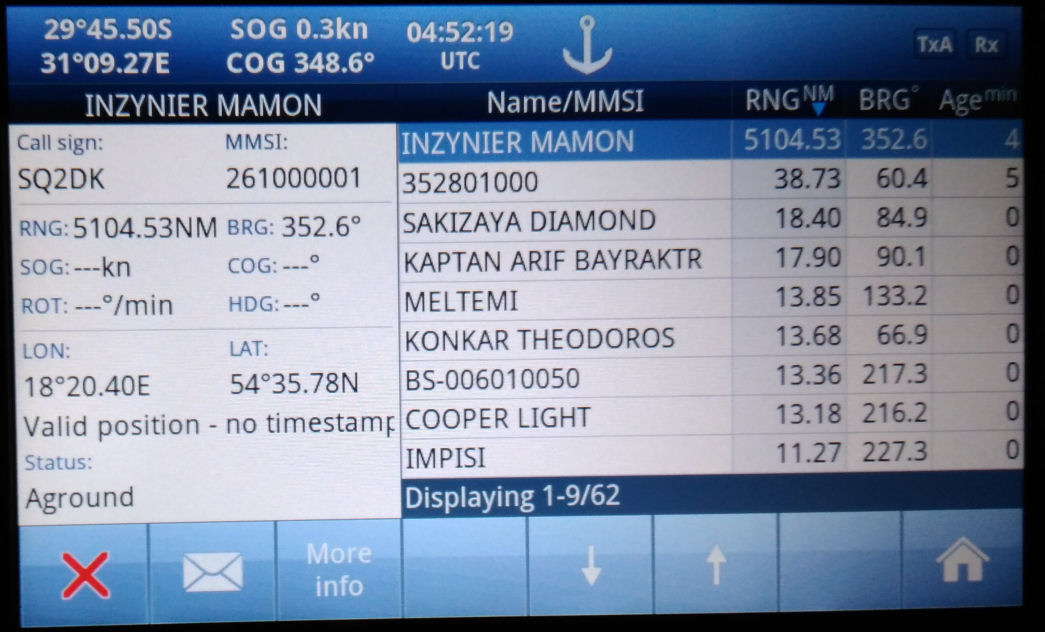 29°45.50S SOG 0.3kn 04:52:19
31°09.27E COG 348.6° UTC TxA Rx
INZYNIER MAMON
Call sign: MMSI:
SQ2DK 261000001
RNG: 5104.53NM BRG: 352.6°
SOG: ---kn COG: ---°
ROT: ---°/min HDG: ---°
LON: LAT:
18°20.40E 54°35.78N
Valid position - no timestamp
Status:
Aground
Name/MMSI RNG NM BRG° Age min
INZYNIER MAMON 5104.53 352.6 4
352801000 38.73 60.4 5
SAKIZAYA DIAMOND 18.40 84.9 0
KAPTAN ARIF BAYRAKTR 17.90 90.1 0
MELTEMI 13.85 133.2 0
KONKAR THEODOROS 13.68 66.9 0
BS-006010050 13.36 217.3 0
COOPER LIGHT 13.18 216.2 0
IMPISI 11.27 227.3 0
Displaying 1-9/62
More
info